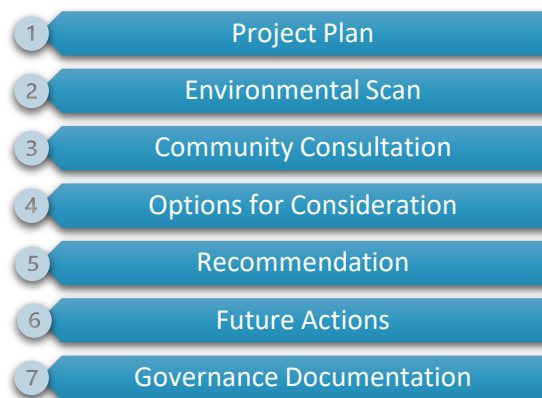 1 Project Plan
2 Environmental Scan
3 Community Consultation
4 Options for Consideration
5 Recommendation
6 Future Actions
7 Governance Documentation